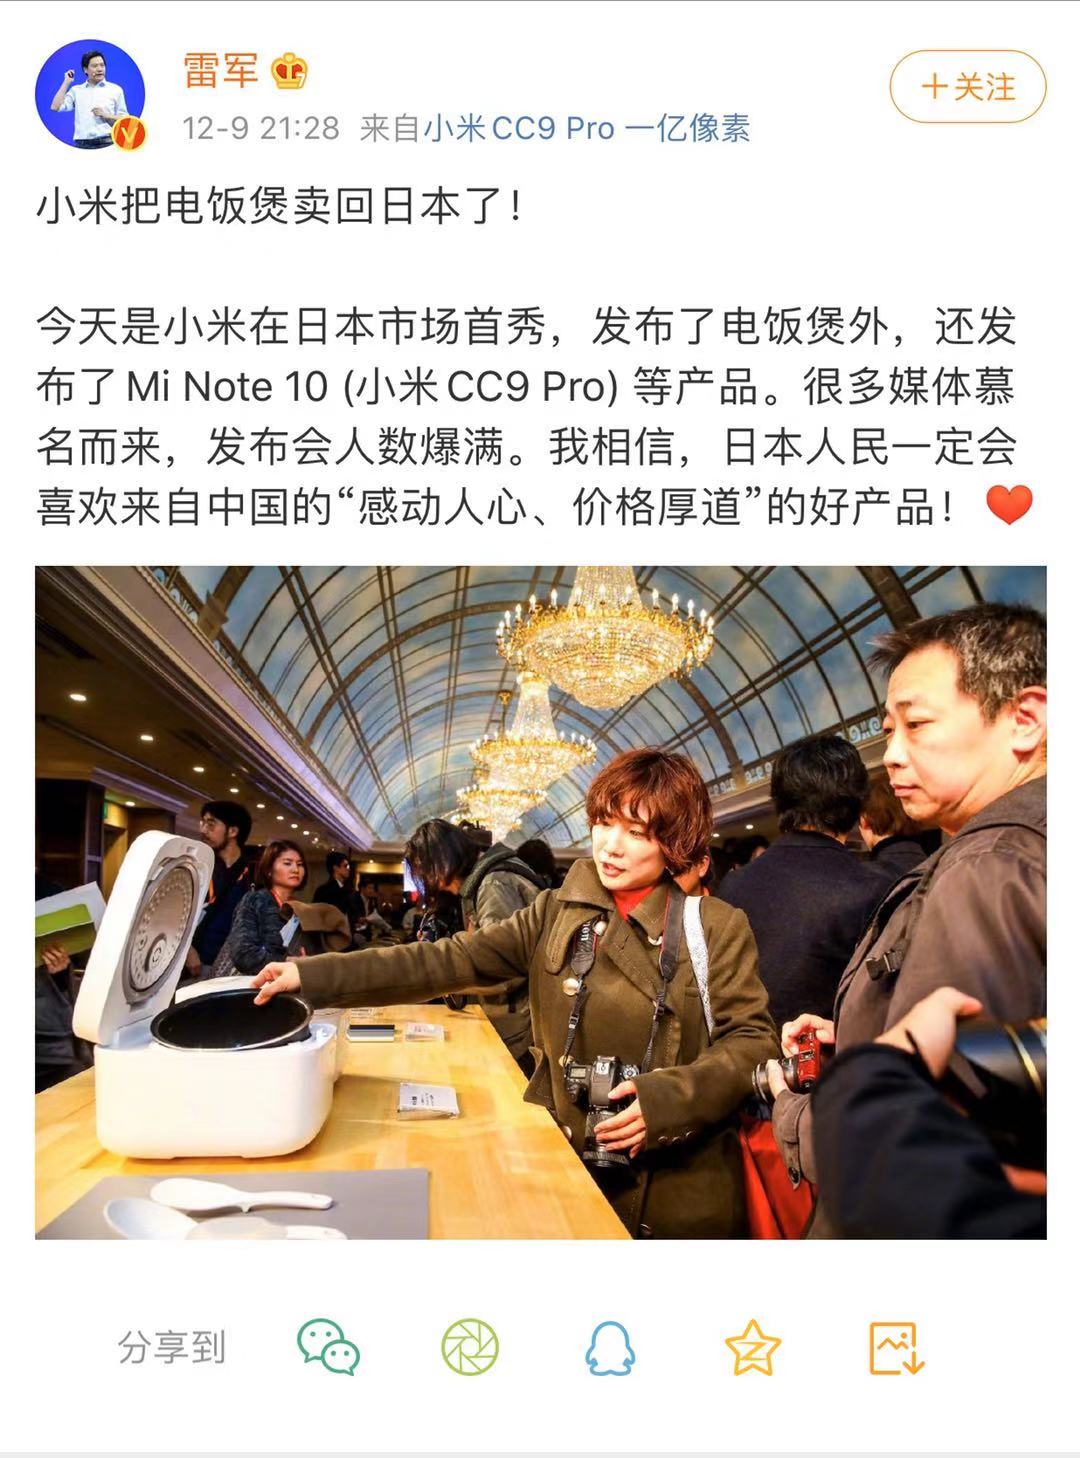 雷军
+关注
12-9 21:28 来自小米CC9 Pro 一亿像素
小米把电饭煲卖回日本了！
今天是小米在日本市场首秀，发布了电饭煲外，还发
布了Mi Note 10 (小米CC9 Pro) 等产品。很多媒体慕
名而来，发布会人数爆满。我相信，日本人民一定会
喜欢来自中国的“感动人心、价格厚道”的好产品！
分享到